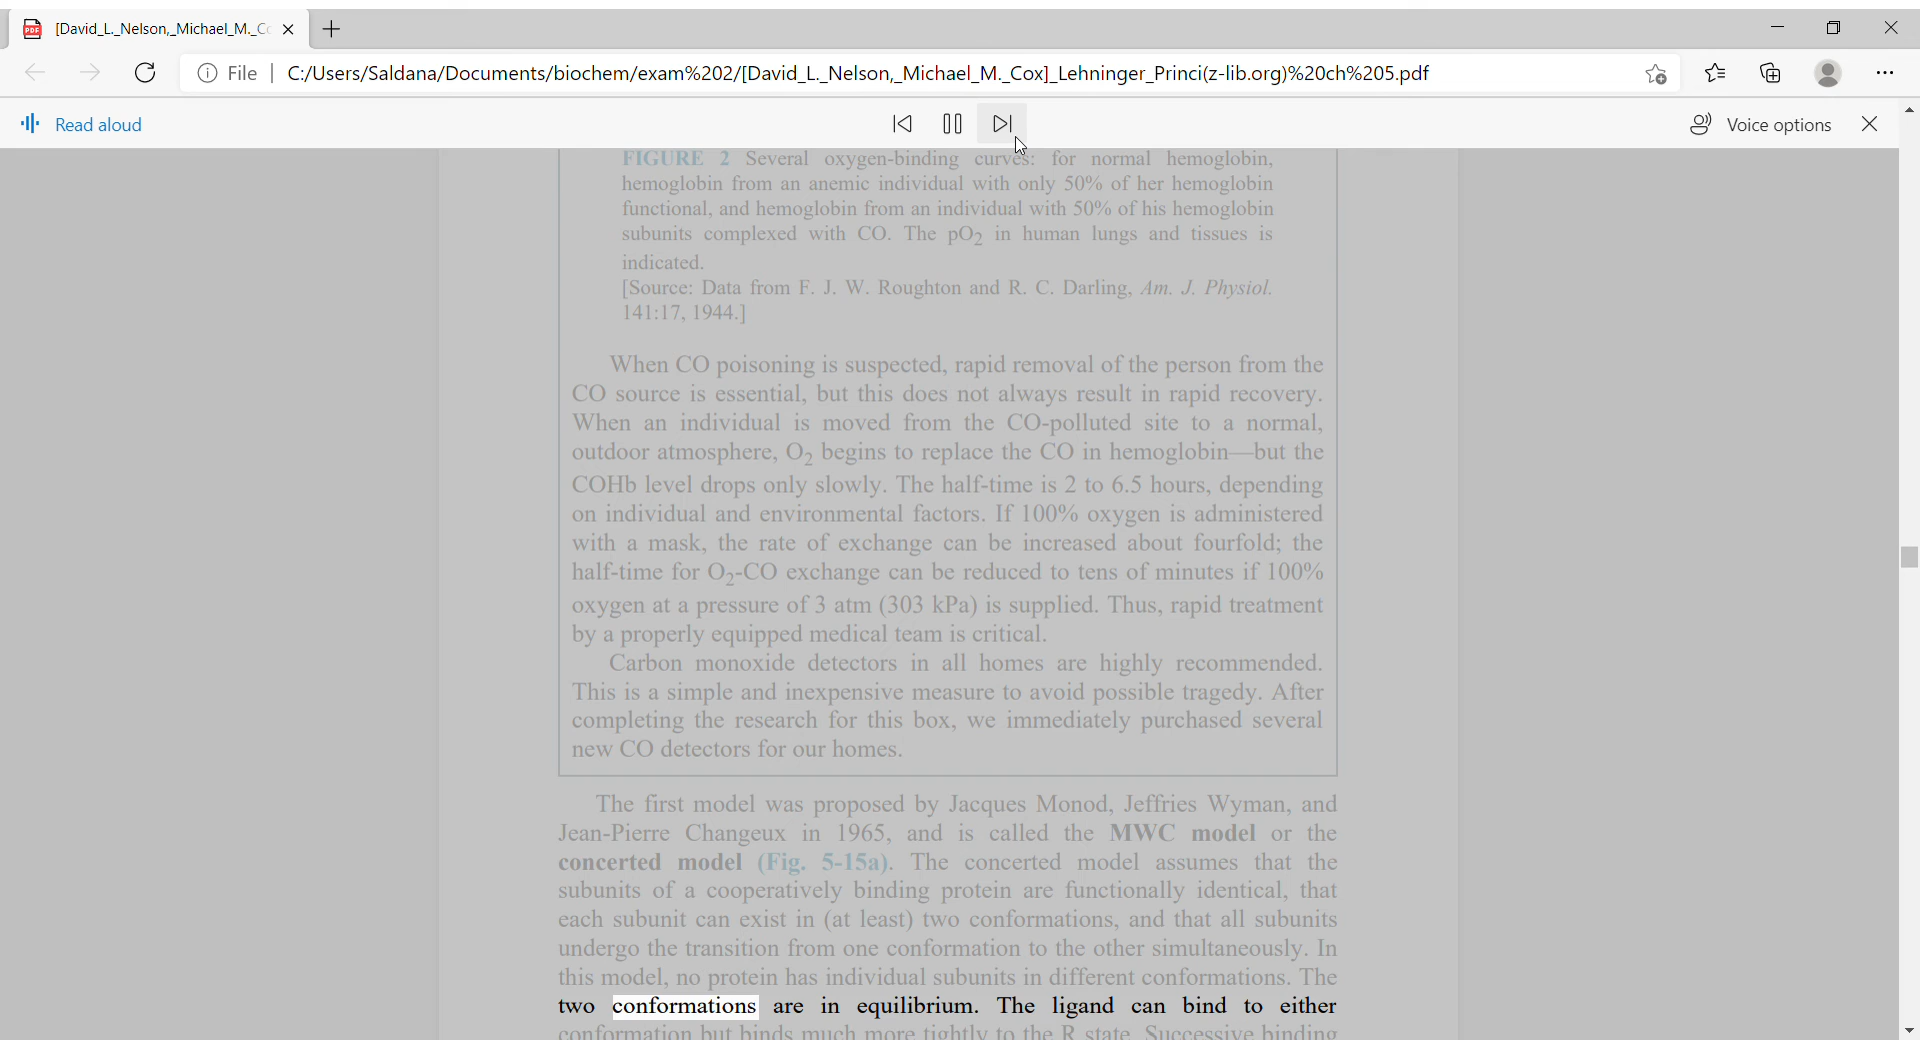 [David_L._Nelson,_Michael_M._Co
File | C:/Users/Saldana/Documents/biochem/exam%202/[David_L._Nelson,_Michael_M._Cox]_Lehninger_Princi(z-lib.org)%20ch%205.pdf
Read aloud
Voice options
FIGURE 2 Several oxygen-binding curves: for normal hemoglobin,
hemoglobin from an anemic individual with only 50% of her hemoglobin
functional, and hemoglobin from an individual with 50% of his hemoglobin
subunits complexed with CO. The pO2 in human lungs and tissues is
indicated.
[Source: Data from F. J. W. Roughton and R. C. Darling, Am. J. Physiol.
141:17, 1944.]
When CO poisoning is suspected, rapid removal of the person from the
CO source is essential, but this does not always result in rapid recovery.
When an individual is moved from the CO-polluted site to a normal,
outdoor atmosphere, O2 begins to replace the CO in hemoglobin—but the
COHb level drops only slowly. The half-time is 2 to 6.5 hours, depending
on individual and environmental factors. If 100% oxygen is administered
with a mask, the rate of exchange can be increased about fourfold; the
half-time for O2-CO exchange can be reduced to tens of minutes if 100%
oxygen at a pressure of 3 atm (303 kPa) is supplied. Thus, rapid treatment
by a properly equipped medical team is critical.
Carbon monoxide detectors in all homes are highly recommended.
This is a simple and inexpensive measure to avoid possible tragedy. After
completing the research for this box, we immediately purchased several
new CO detectors for our homes.
The first model was proposed by Jacques Monod, Jeffries Wyman, and
Jean-Pierre Changeux in 1965, and is called the MWC model or the
concerted model (Fig. 5-15a). The concerted model assumes that the
subunits of a cooperatively binding protein are functionally identical, that
each subunit can exist in (at least) two conformations, and that all subunits
undergo the transition from one conformation to the other simultaneously. In
this model, no protein has individual subunits in different conformations. The
two conformations are in equilibrium. The ligand can bind to either
conformation but binds much more tightly to the R state. Successive binding